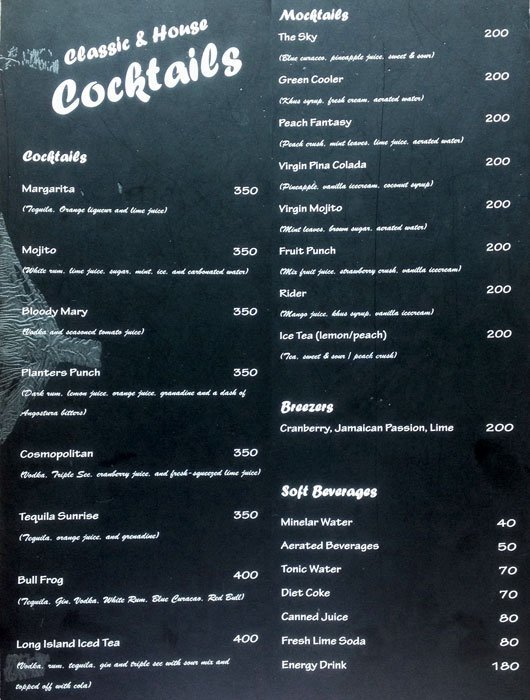 Classic & House
Cocktails
Cocktails
Margarita 350
(Tequila, Orange liqueur and lime juice)
Mojito 350
(White rum, lime juice, sugar, mint, ice, and carbonated water)
Bloody Mary 350
(Vodka and seasoned tomato juice)
Planters Punch 350
(Dark rum, lemon juice, orange juice, granadine and a dash of
Angostura bitters)
Cosmopolitan 350
(Vodka, Triple Sec, cranberry juice, and fresh-squeezed lime juice)
Tequila Sunrise 350
(Tequila, orange juice, and grenadine)
Bull Frog 400
(Tequila, Gin, Vodka, White Rum, Blue Curacao, Red Bull)
Long Island Iced Tea 400
(Vodka, rum, tequila, gin and triple sec with sour mix and
topped off with cola)
Mocktails
The Sky 200
(Blue curacco, pineapple juice, sweet & sour)
Green Cooler 200
(Khus syrup, fresh cream, aerated water)
Peach Fantasy 200
(Peach crush, mint leaves, lime juice, aerated water)
Virgin Pina Colada 200
(Pineapple, vanilla icecream, coconut syrup)
Virgin Mojito 200
(Mint leaves, brown sugar, aerated water)
Fruit Punch 200
(Mix fruit juice, strawberry crush, vanilla icecream)
Rider 200
(Mango juice, khus syrup, vanilla icecream)
Ice Tea (lemon/peach) 200
(Tea, sweet & sour | peach crush)
Breezers
Cranberry, Jamaican Passion, Lime 200
Soft Beverages
Minelar Water 40
Aerated Beverages 50
Tonic Water 70
Diet Coke 70
Canned Juice 80
Fresh Lime Soda 80
Energy Drink 180